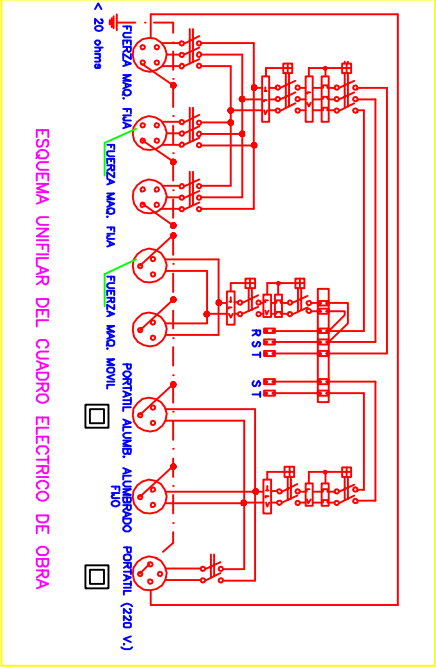 R
S
T
S
T
< 20 ohms
FUERZA MAQ. FIJA
FUERZA MAQ. FIJA
FUERZA MAQ. MOVIL
PORTATIL ALUMB.
ALUMBRADO
FIJO
PORTATIL (220 V.)
ESQUEMA UNIFILAR DEL CUADRO ELECTRICO DE OBRA